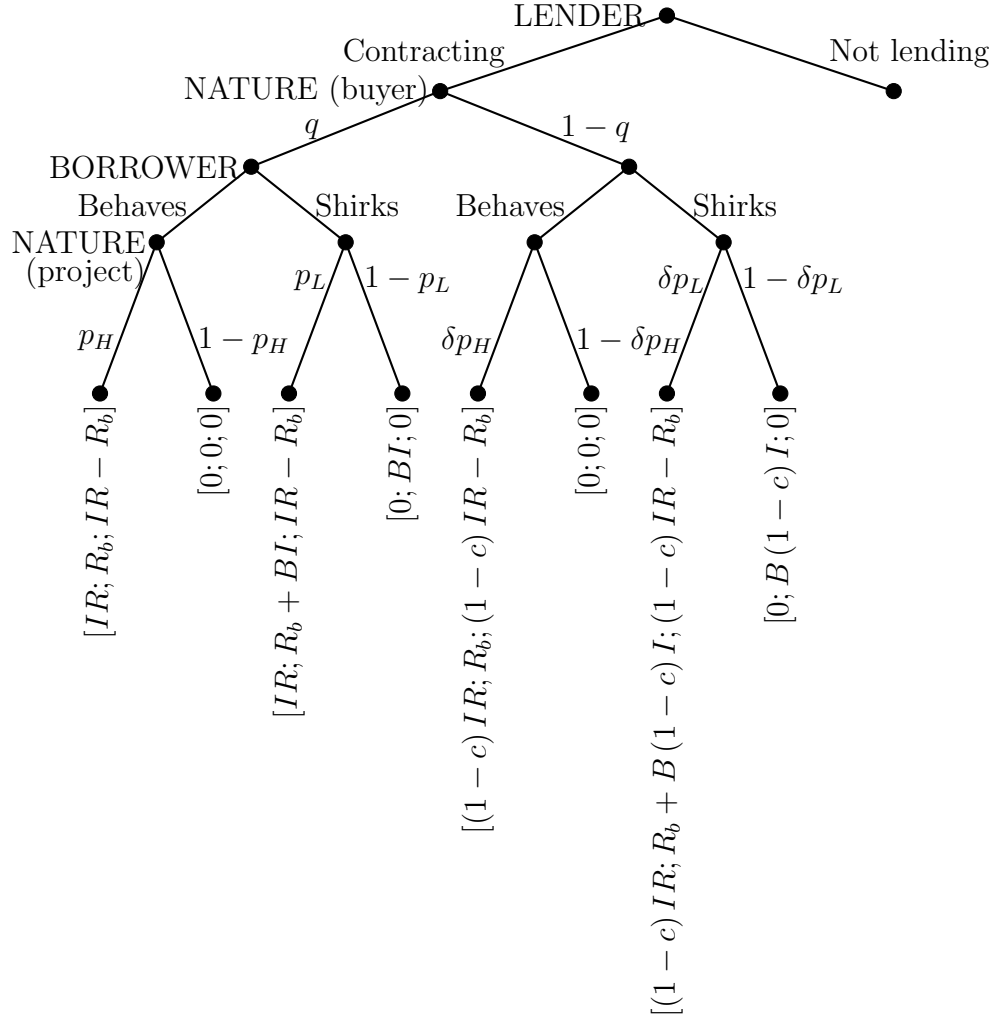 LENDER
Contracting
Not lending
NATURE (buyer)
q
1 − q
BORROWER
Behaves
Shirks
Behaves
Shirks
NATURE
(project)
p_L
1 − p_L
δp_L
1 − δp_L
p_H
1 − p_H
δp_H
1 − δp_H
[IR; R_b; IR − R_b]
[0; 0; 0]
[IR; R_b + BI; IR − R_b]
[0; BI; 0]
[(1 − c) IR; R_b; (1 − c) IR − R_b]
[0; 0; 0]
[(1 − c) IR; R_b + B (1 − c) I; (1 − c) IR − R_b]
[0; B (1 − c) I; 0]